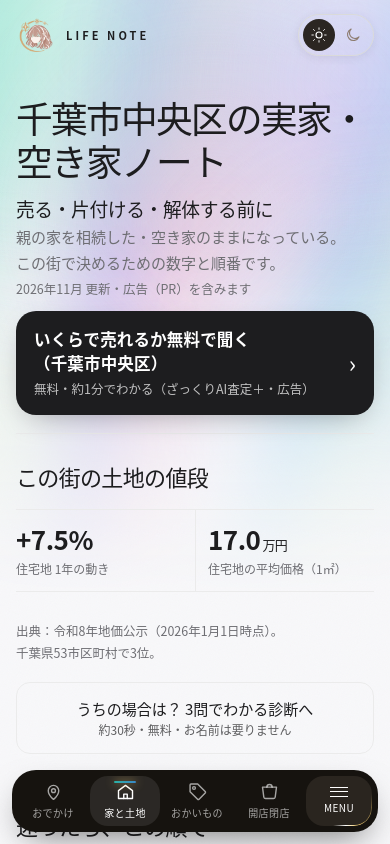 LIFE NOTE
千葉市中央区の実家・
空き家ノート
売る・片付ける・解体する前に
親の家を相続した・空き家のままになっている。
この街で決めるための数字と順番です。
2026年11月 更新・広告（PR）を含みます
いくらで売れるか無料で聞く
（千葉市中央区）
無料・約1分でわかる（ざっくりAI査定＋・広告）
›
この街の土地の値段
+7.5%
住宅地 1年の動き
17.0万円
住宅地の平均価格（1㎡）
出典：令和8年地価公示（2026年1月1日時点）。
千葉県53市区町村で3位。
うちの場合は？ 3問でわかる診断へ
約30秒・無料・お名前は要りません
おでかけ
家と土地
おかいもの
開店閉店
MENU
迷ったら、この順で